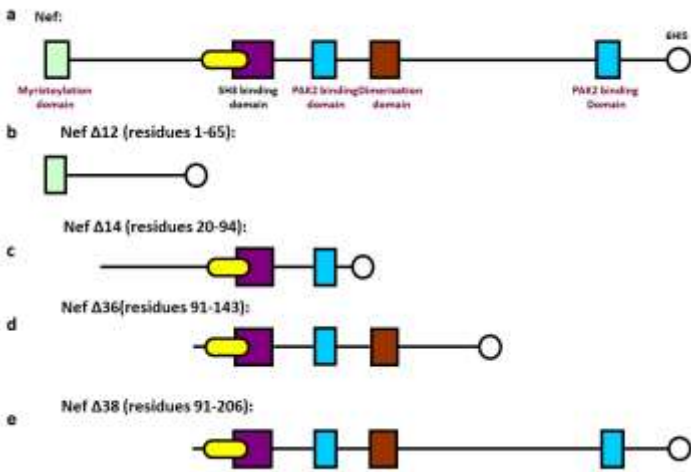 a Nef:
6HIS
Myristoylation domain
SH3 binding domain
PAK2 binding domain
Dimerisation domain
PAK2 binding Domain
b Nef Δ12 (residues 1-65):
Nef Δ14 (residues 20-94):
c
Nef Δ36(residues 91-143):
d
Nef Δ38 (residues 91-206):
e